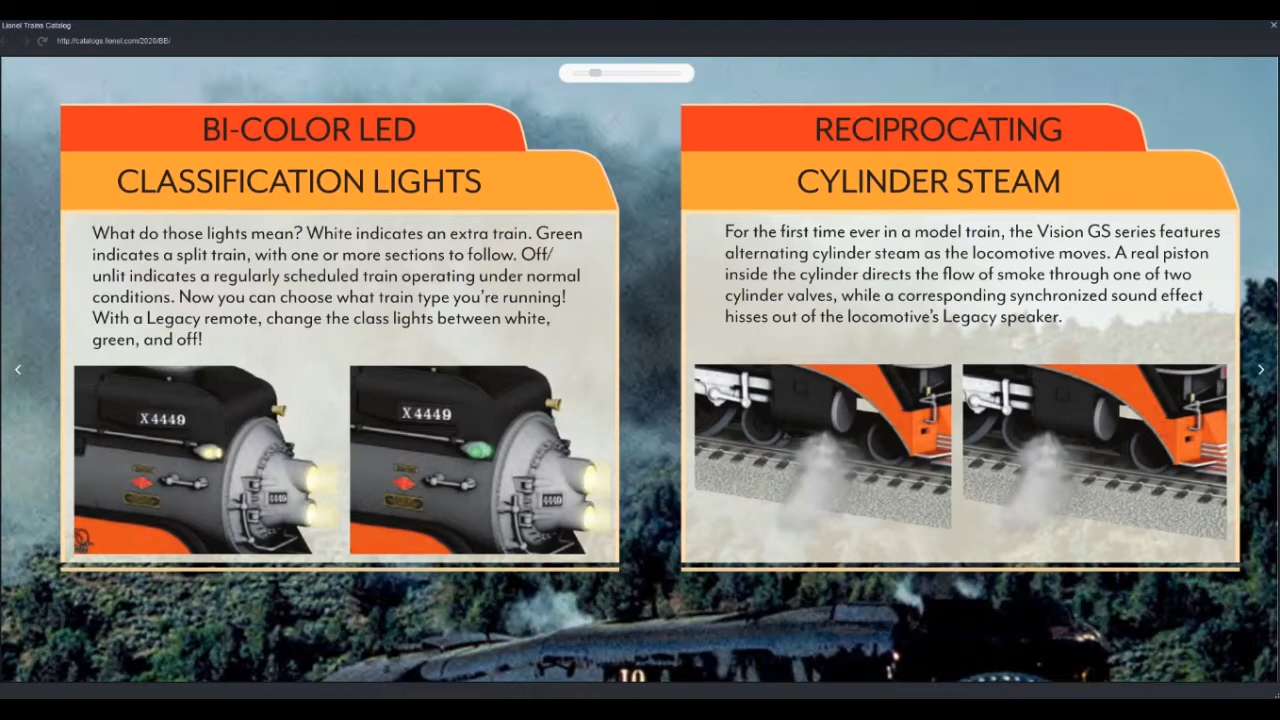 Lionel Trains Catalog
http://catalogs.lionel.com/2020/BB/
BI-COLOR LED
CLASSIFICATION LIGHTS
What do those lights mean? White indicates an extra train. Green
indicates a split train, with one or more sections to follow. Off/
unlit indicates a regularly scheduled train operating under normal
conditions. Now you can choose what train type you're running!
With a Legacy remote, change the class lights between white,
green, and off!
X4449
4449
X4449
4449
RECIPROCATING
CYLINDER STEAM
For the first time ever in a model train, the Vision GS series features
alternating cylinder steam as the locomotive moves. A real piston
inside the cylinder directs the flow of smoke through one of two
cylinder valves, while a corresponding synchronized sound effect
hisses out of the locomotive's Legacy speaker.